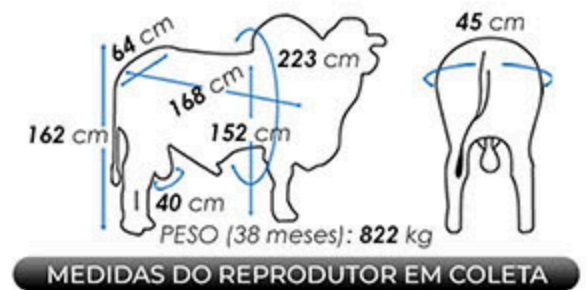 64 cm
223 cm
45 cm
168 cm
162 cm
152 cm
40 cm
PESO (38 meses): 822 kg
MEDIDAS DO REPRODUTOR EM COLETA